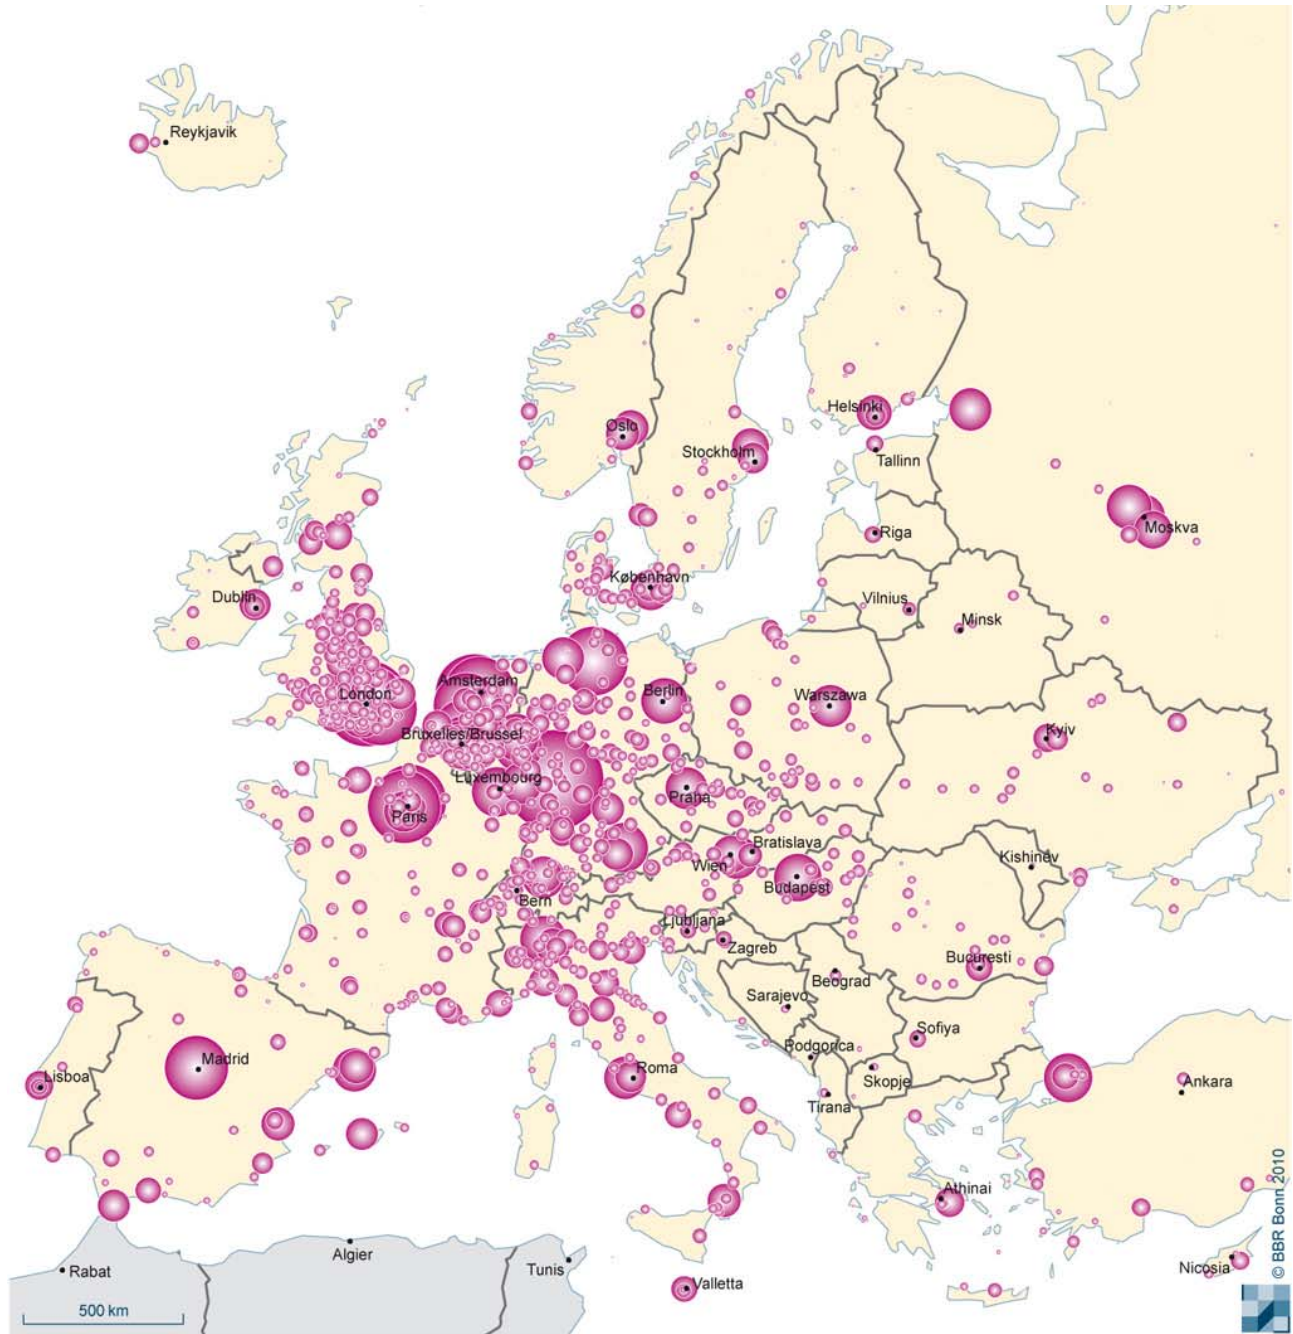 Reykjavik
Oslo
Helsinki
Stockholm
Tallinn
Moskva
Riga
København
Dublin
Vilnius
Minsk
London
Amsterdam
Berlin
Warszawa
Bruxelles/Brussel
Kyiv
Luxembourg
Praha
Paris
Bratislava
Wien
Kishinev
Budapest
Bern
Ljubljana
Zagreb
Bucuresti
Beograd
Sarajevo
Sofiya
Podgorica
Madrid
Roma
Skopje
Lisboa
Ankara
Tirana
Athinai
Algier
Tunis
Rabat
Nicosia
Valletta
500 km
© BBR Bonn 2010